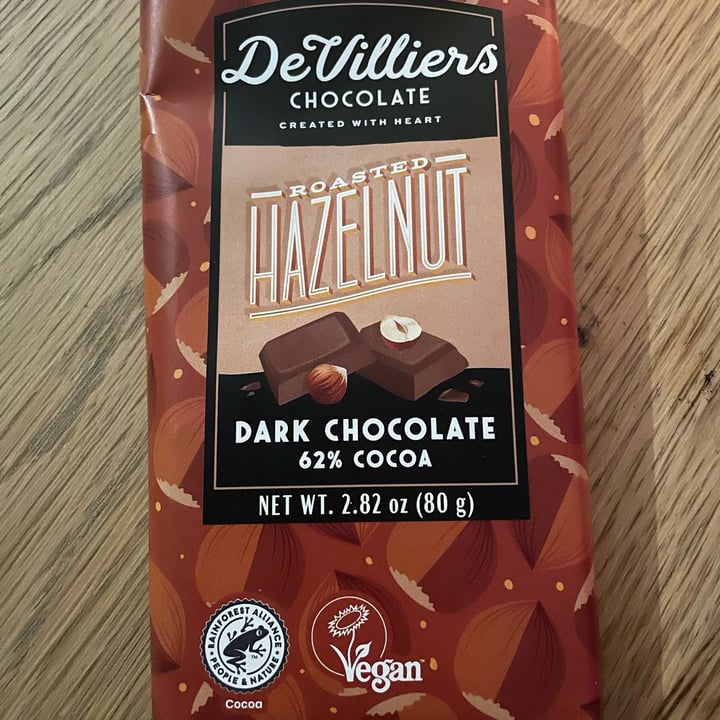 DeVilliers
CHOCOLATE
CREATED WITH HEART
ROASTED
HAZELNUT
DARK CHOCOLATE
62% COCOA
NET WT. 2.82 oz (80 g)
RAINFOREST ALLIANCE
PEOPLE & NATURE
TM
Cocoa
Vegan